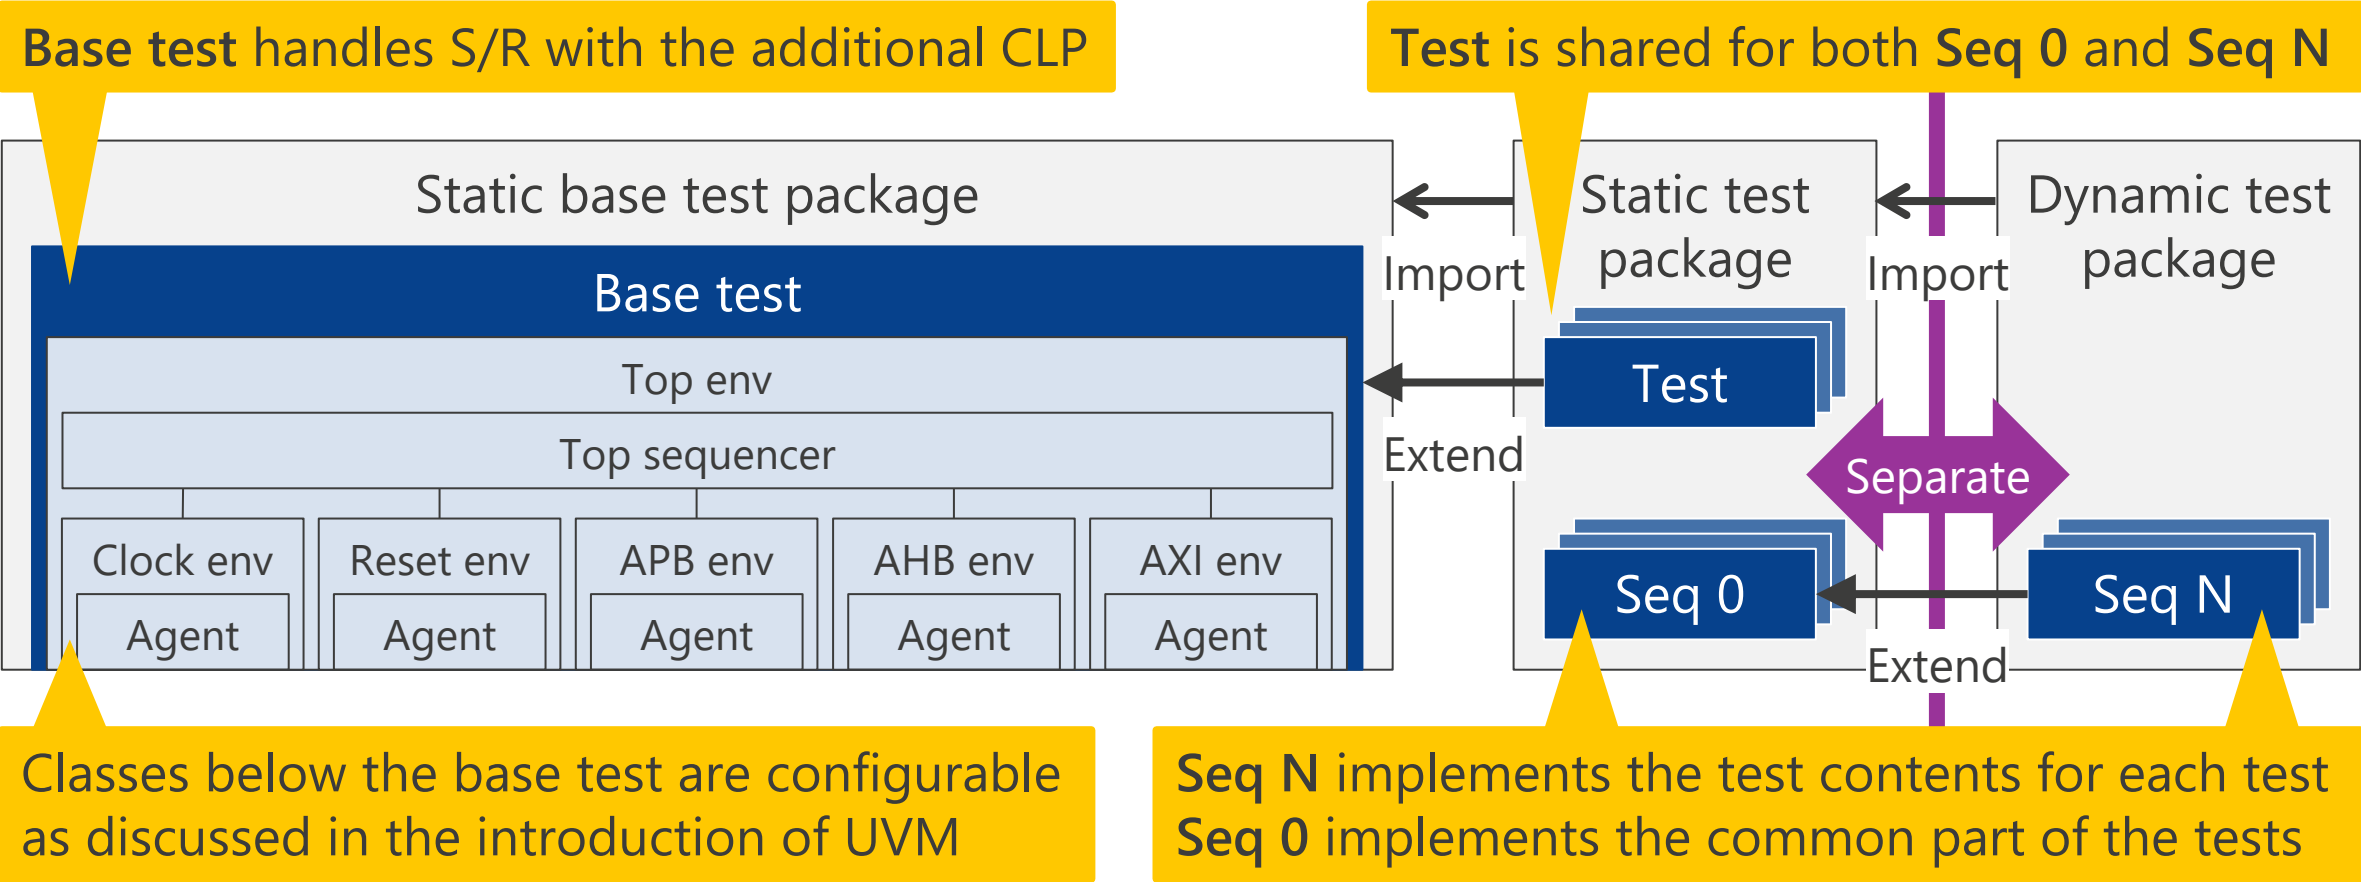 Base test handles S/R with the additional CLP
Test is shared for both Seq 0 and Seq N
Static base test package
Static test
package
Dynamic test
package
Import
Import
Base test
Top env
Test
Extend
Top sequencer
Separate
Clock env
Reset env
APB env
AHB env
AXI env
Agent
Agent
Agent
Agent
Agent
Seq 0
Seq N
Extend
Classes below the base test are configurable
as discussed in the introduction of UVM
Seq N implements the test contents for each test
Seq 0 implements the common part of the tests